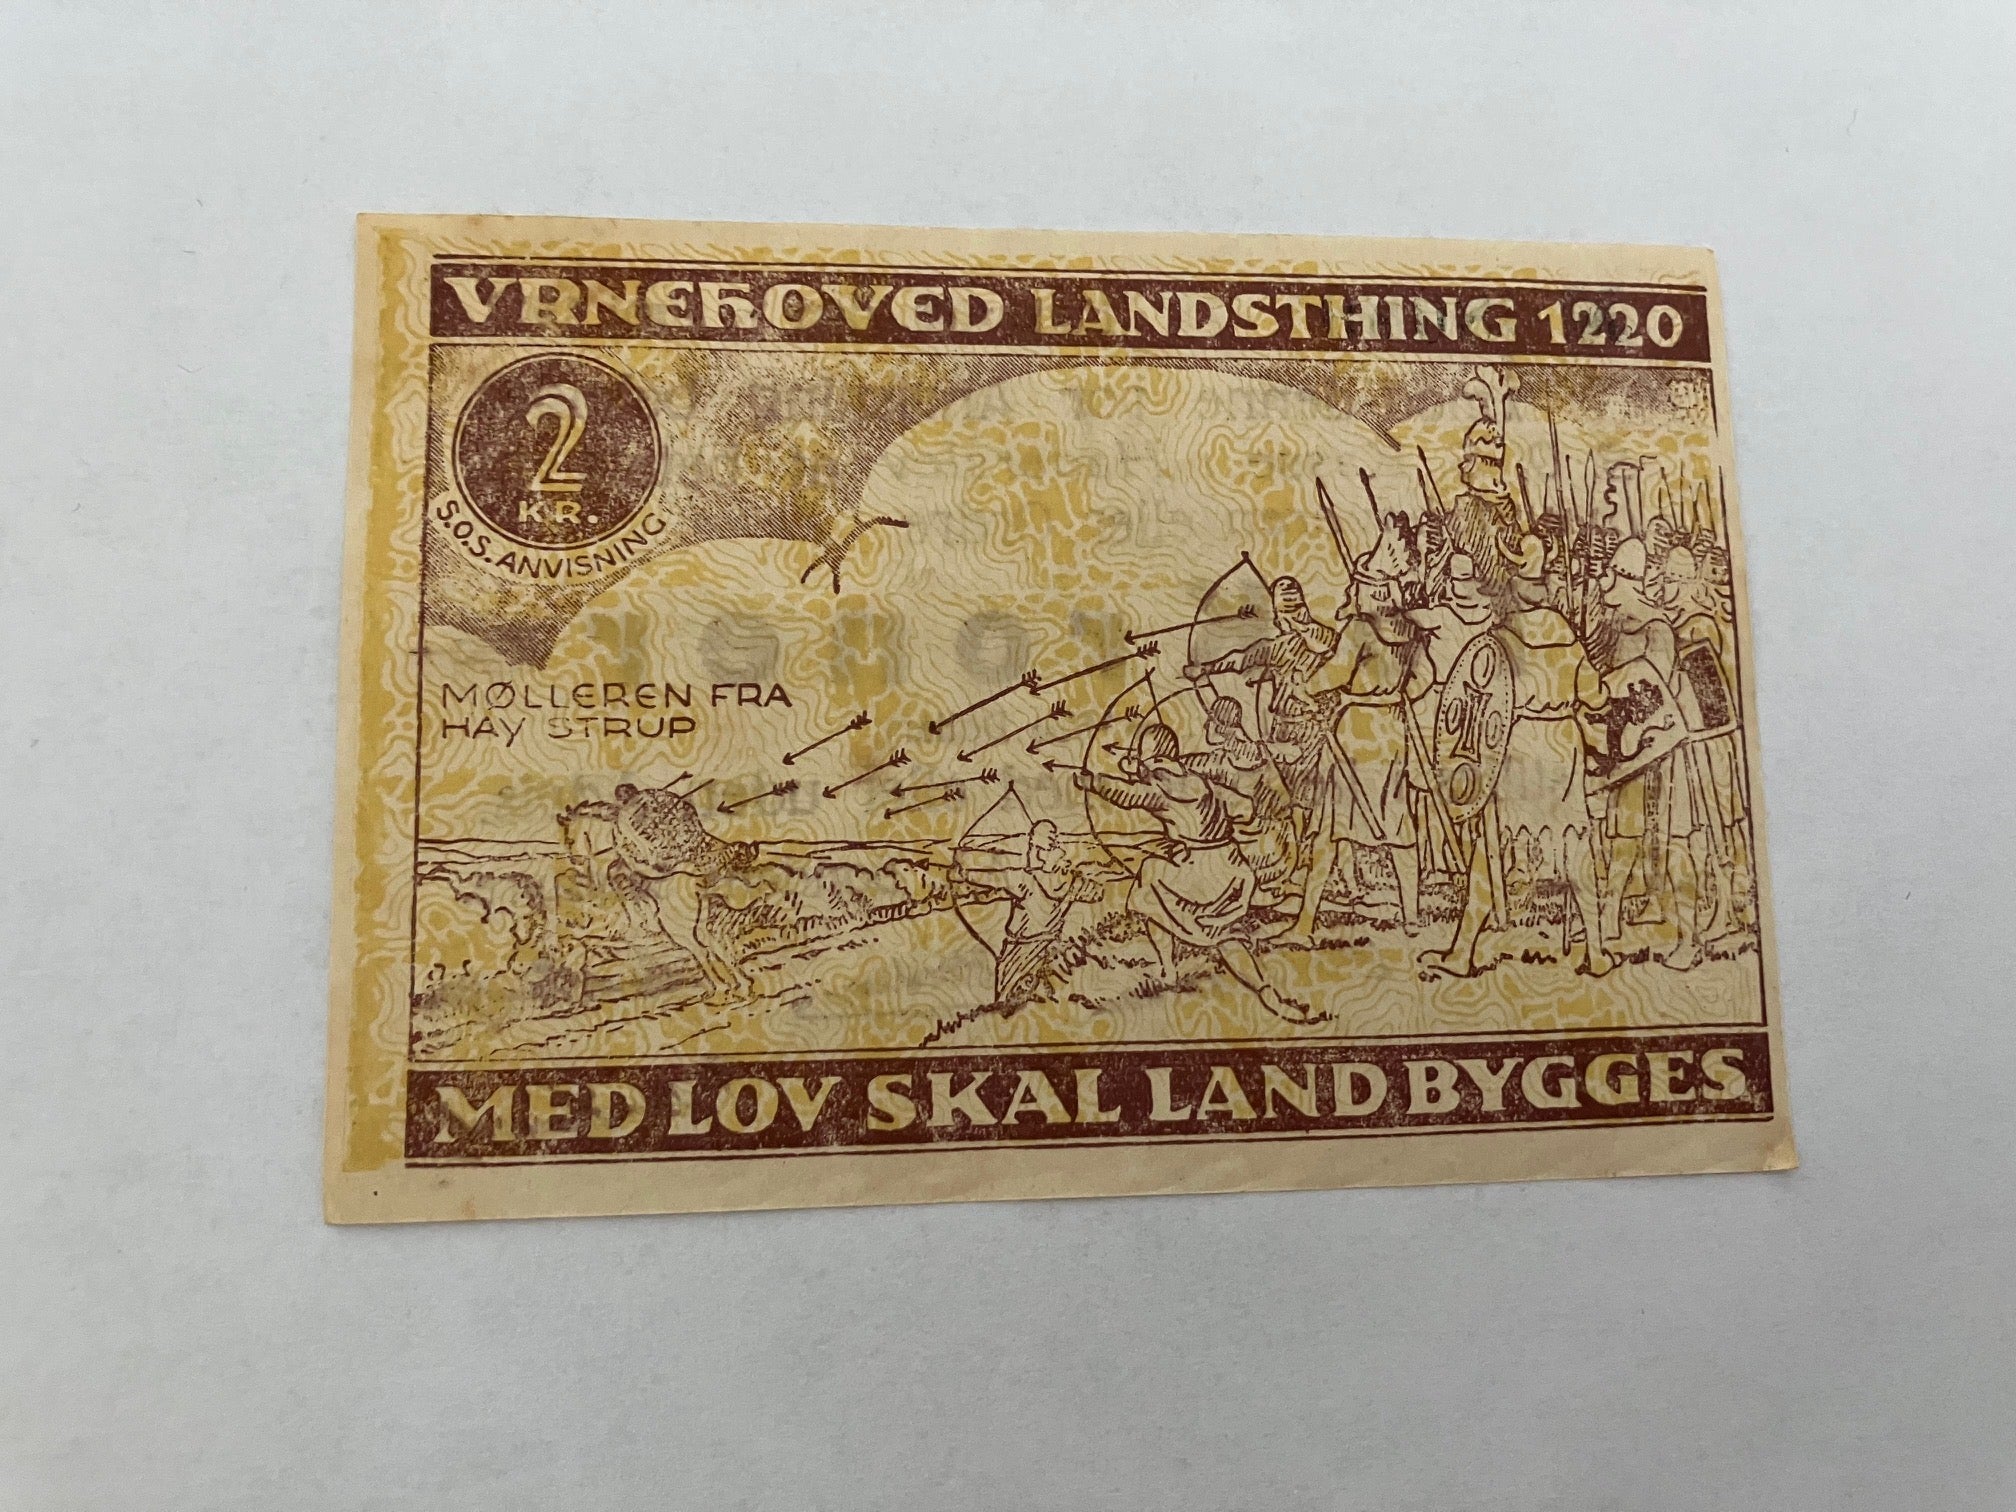 VRNEHOVED LANDSTHING 1220
2
KR.
S.O.S. ANVISNING
MØLLEREN FRA
HAY STRUP
MED LOV SKAL LAND BYGGES